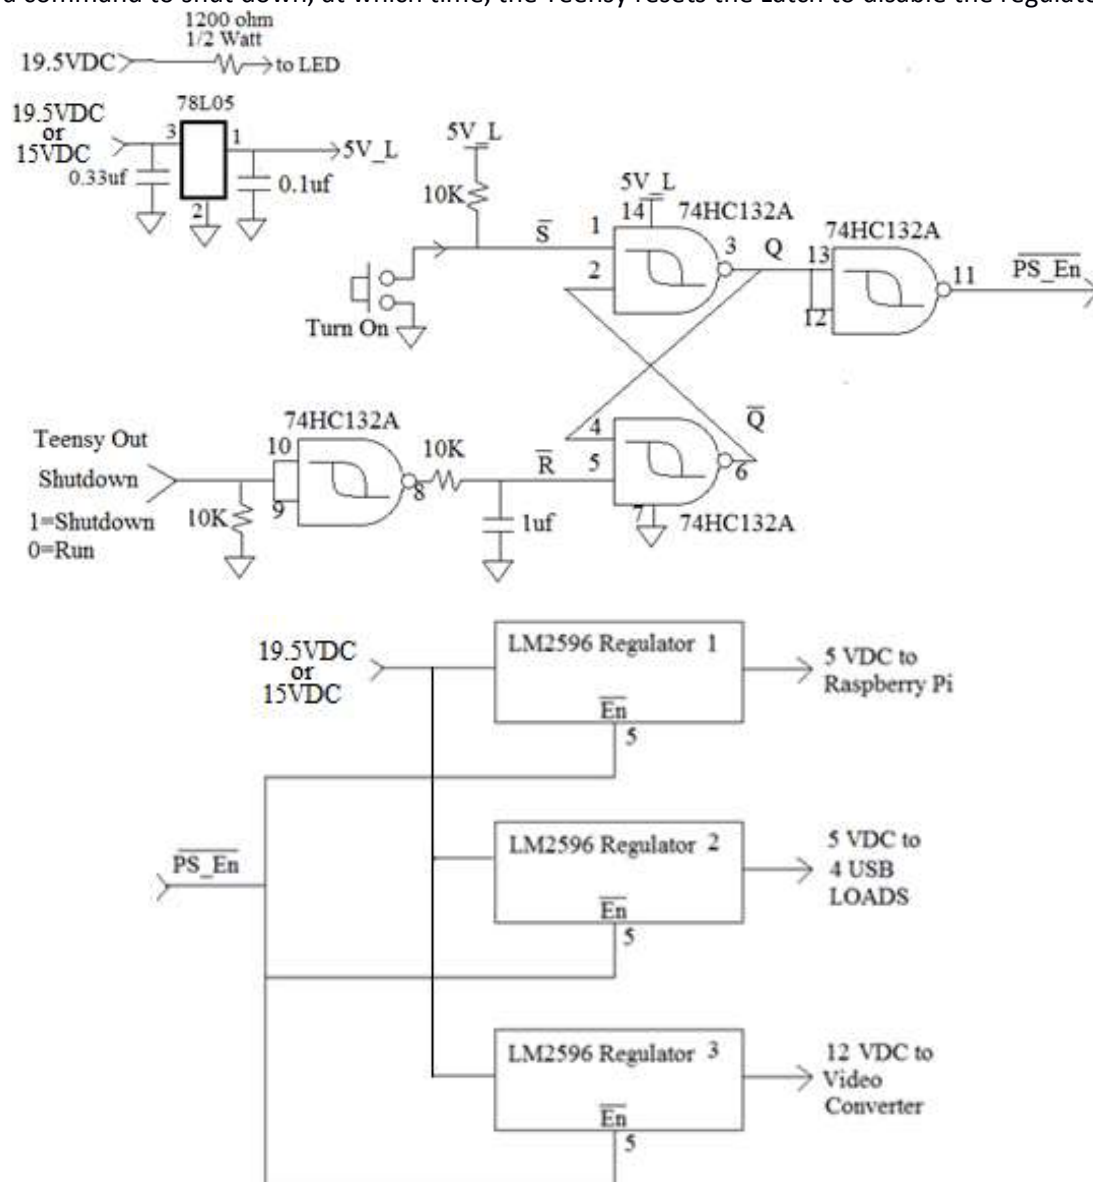 a command to shut down, at which time, the Teensy resets the Latch to disable the regulato
1200 ohm
1/2 Watt
19.5VDC
to LED
19.5VDC
or
15VDC
78L05
3
1
2
5V_L
0.33uf
0.1uf
5V_L
10K
S̅
1
2
5V_L
14
74HC132A
3
Q
74HC132A
13
12
11
P̅S̅_̅E̅n̅
Turn On
4
5
Q̅
6
7
74HC132A
R̅
Teensy Out
Shutdown
1=Shutdown
0=Run
10K
74HC132A
10
9
8
10K
1uf
19.5VDC
or
15VDC
LM2596 Regulator 1
E̅n̅
5
5 VDC to
Raspberry Pi
P̅S̅_̅E̅n̅
LM2596 Regulator 2
E̅n̅
5
5 VDC to
4 USB
LOADS
LM2596 Regulator 3
E̅n̅
5
12 VDC to
Video
Converter